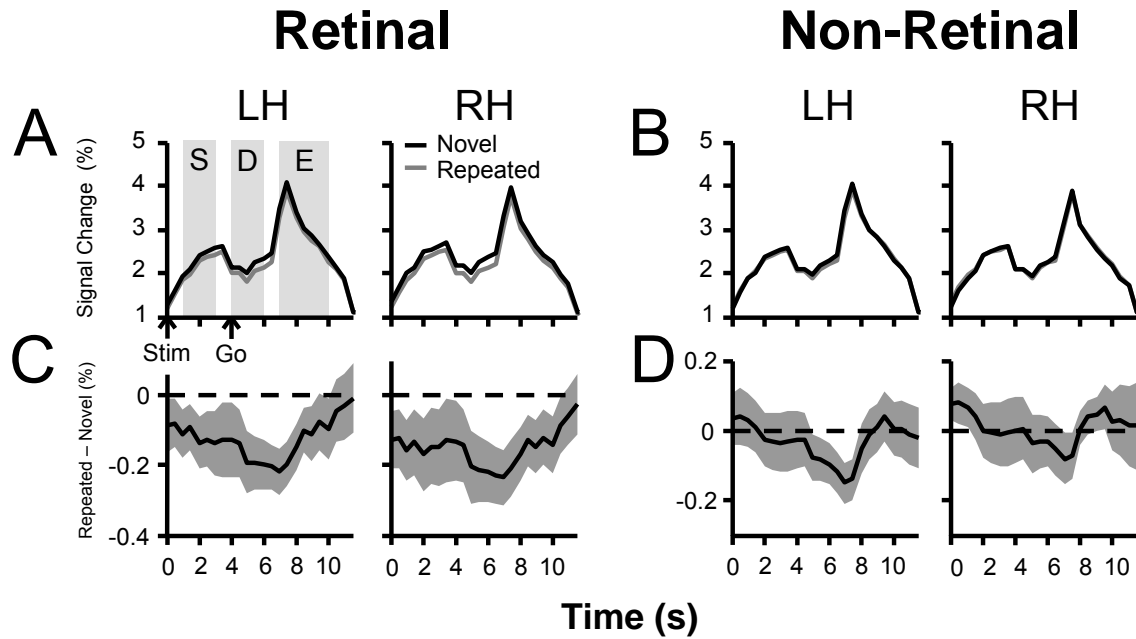 Retinal Non-Retinal
A LH RH B LH RH
Signal Change (%)
5
4
3
2
1
S D E
Novel
Repeated
5
4
3
2
1
Stim Go
C D
Repeated – Novel (%)
0
-0.2
-0.4
0.2
0
-0.2
0 2 4 6 8 10 0 2 4 6 8 10 0 2 4 6 8 10 0 2 4 6 8 10
Time (s)